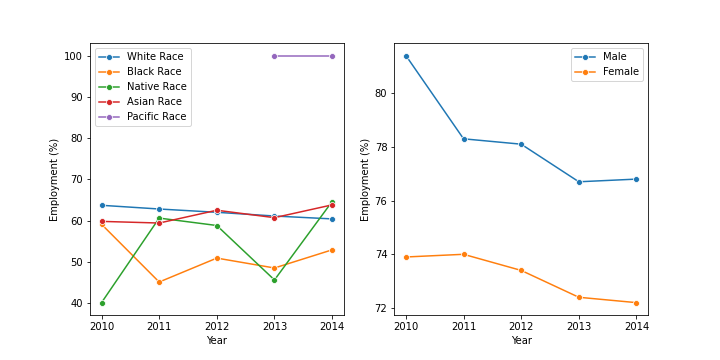 White Race
Black Race
Native Race
Asian Race
Pacific Race
100
90
80
70
60
50
40
Employment (%)
2010 2011 2012 2013 2014
Year
Male
Female
80
78
76
74
72
Employment (%)
2010 2011 2012 2013 2014
Year